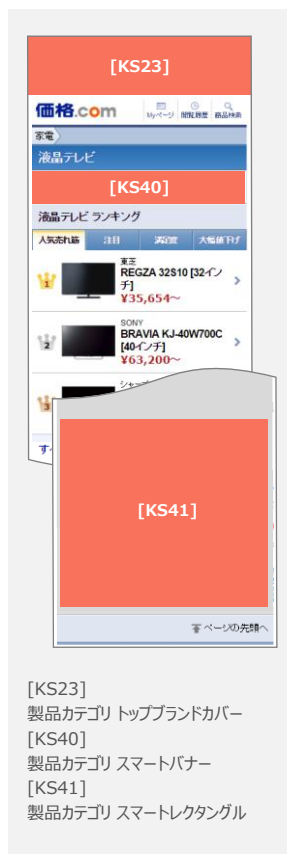 [KS23]
価格.com
Myページ 閲覧履歴 商品検索
家電
液晶テレビ
[KS40]
液晶テレビ ランキング
人気売れ筋 注目 満足度 大幅値下げ
1
東芝
REGZA 32S10 [32インチ]
¥35,654～
2
SONY
BRAVIA KJ-40W700C
[40インチ]
¥63,200～
3
[KS41]
ページの先頭へ
[KS23]
製品カテゴリ トップブランドカバー
[KS40]
製品カテゴリ スマートバナー
[KS41]
製品カテゴリ スマートレクタングル